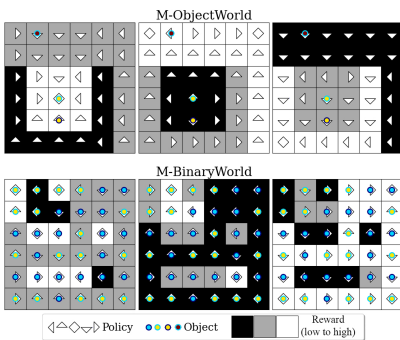 M-ObjectWorld
M-BinaryWorld
Policy
Object
Reward
(low to high)